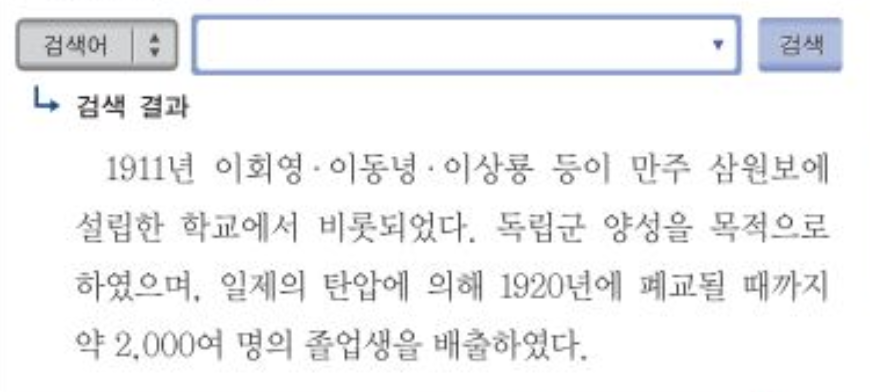 검색어
검색
검색 결과
1911년 이회영·이동녕·이상룡 등이 만주 삼원보에
설립한 학교에서 비롯되었다. 독립군 양성을 목적으로
하였으며, 일제의 탄압에 의해 1920년에 폐교될 때까지
약 2,000여 명의 졸업생을 배출하였다.